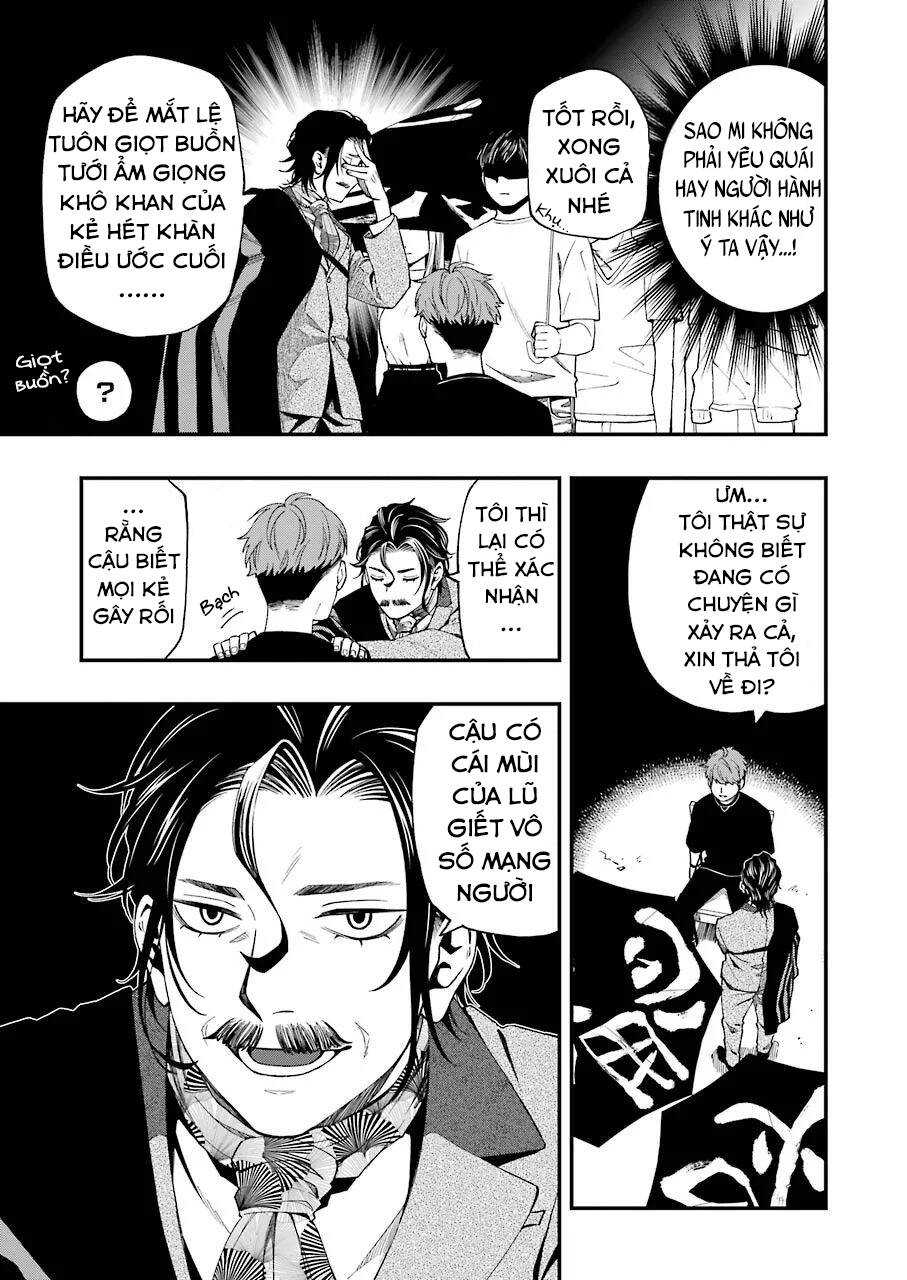 SAO MI KHÔNG
PHẢI YÊU QUÁI
HAY NGƯỜI HÀNH
TINH KHÁC NHƯ
Ý TA VẬY...!
TỐT RỒI,
XONG
XUÔI CẢ
NHÉ
Khụ...
HÃY ĐỂ MẮT LỆ
TUÔN GIỌT BUỒN
TƯỚI ẨM GIỌNG
KHÔ KHAN CỦA
KẺ HÉT KHÀN
ĐIỀU ƯỚC CUỐI
......
Giọt
Buồn?
?
ƯM...
TÔI THẬT SỰ
KHÔNG BIẾT
ĐANG CÓ
CHUYỆN GÌ
XẢY RA CẢ,
XIN THẢ TÔI
VỀ ĐI?
TÔI THÌ
LẠI CÓ
THỂ XÁC
NHẬN
...
...
RẰNG
CẬU BIẾT
MỌI KẺ
GÂY RỐI
Bạch
CẬU CÓ
CÁI MÙI
CỦA LŨ
GIẾT VÔ
SỐ MẠNG
NGƯỜI